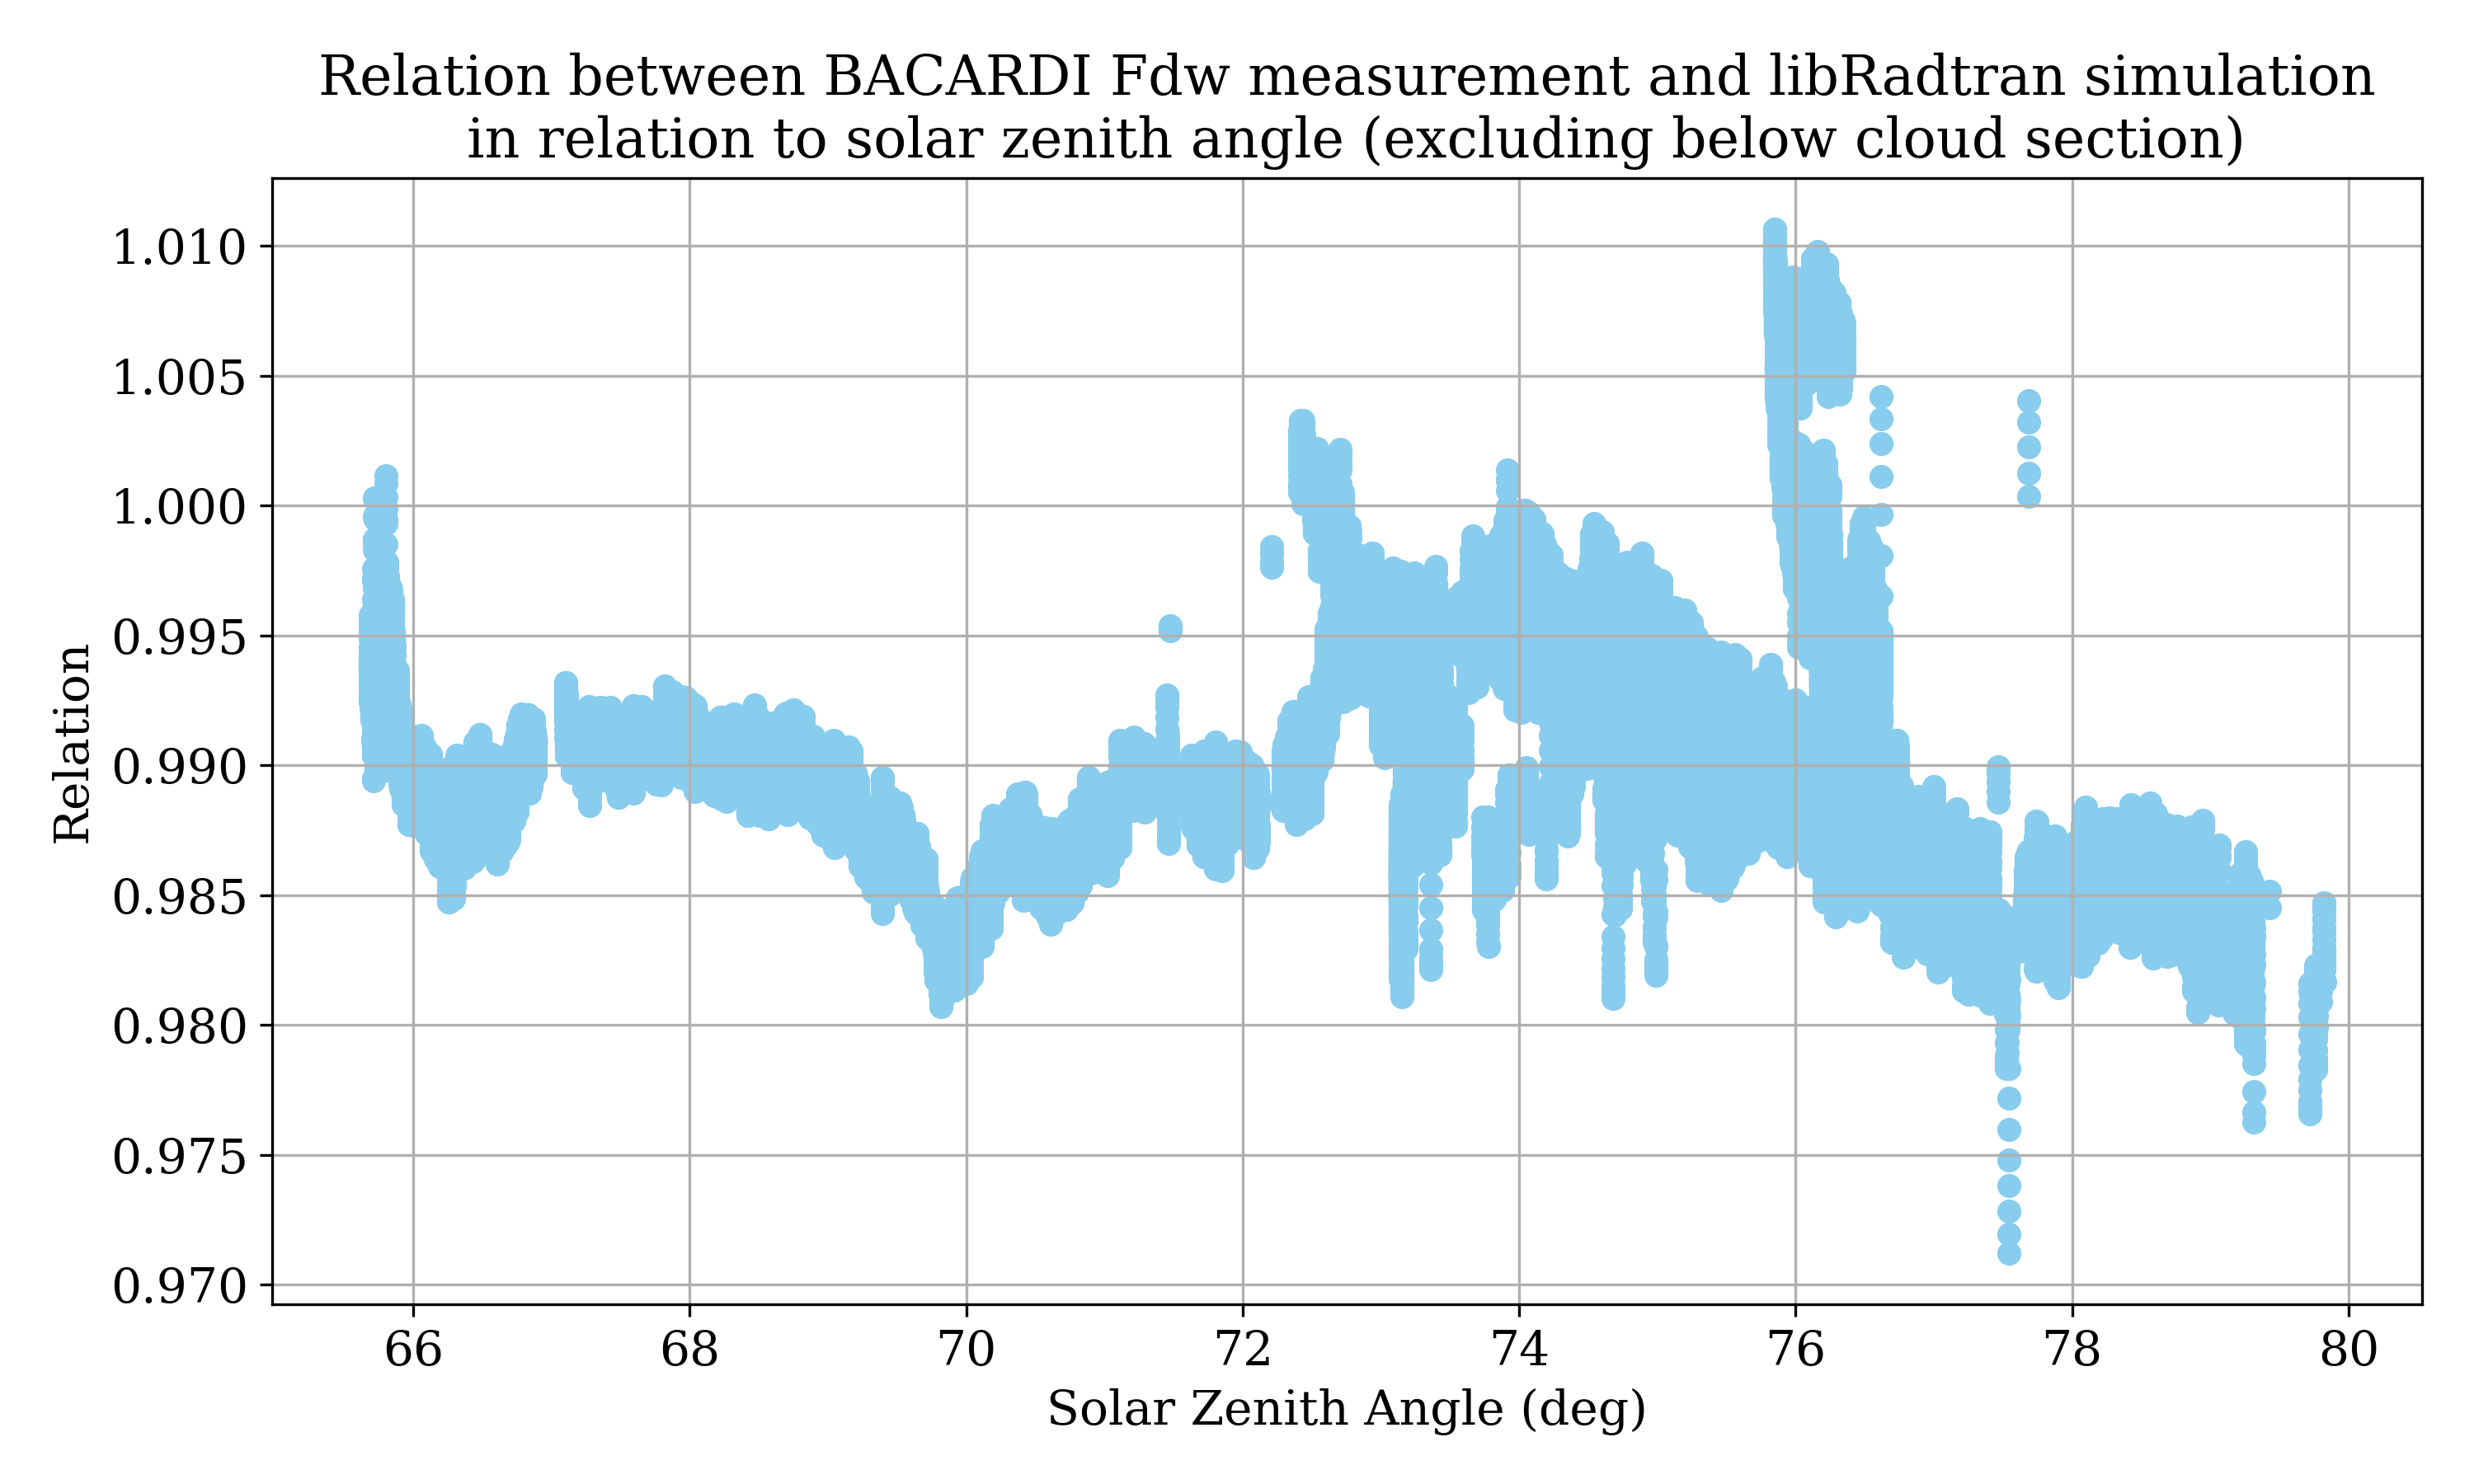 Relation between BACARDI Fdw measurement and libRadtran simulation
in relation to solar zenith angle (excluding below cloud section)
1.010
1.005
1.000
0.995
0.990
0.985
0.980
0.975
0.970
Relation
66 68 70 72 74 76 78 80
Solar Zenith Angle (deg)